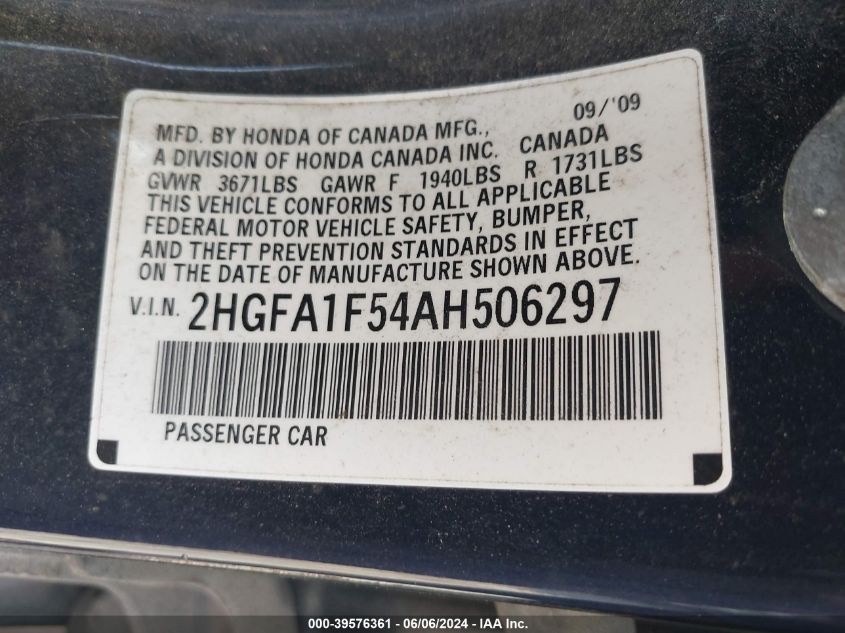 09/'09
MFD. BY HONDA OF CANADA MFG., CANADA
A DIVISION OF HONDA CANADA INC.
GVWR 3671LBS GAWR F 1940LBS R 1731LBS
THIS VEHICLE CONFORMS TO ALL APPLICABLE
FEDERAL MOTOR VEHICLE SAFETY, BUMPER,
AND THEFT PREVENTION STANDARDS IN EFFECT
ON THE DATE OF MANUFACTURE SHOWN ABOVE.
V.I.N. 2HGFA1F54AH506297
PASSENGER CAR
000-39576361 - 06/06/2024 - IAA Inc.